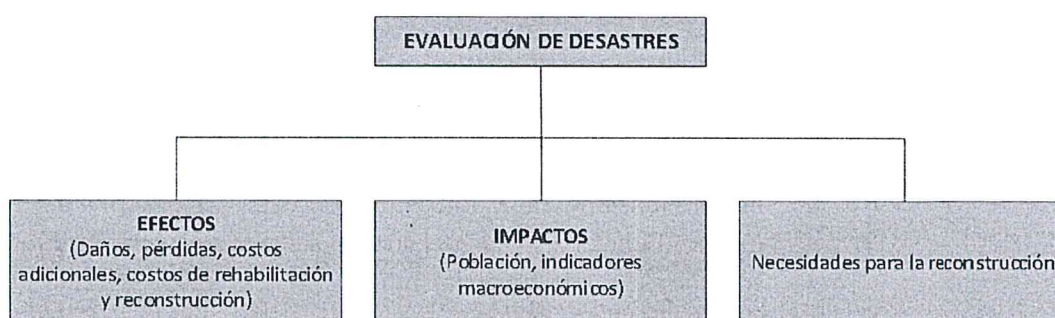 EVALUACIÓN DE DESASTRES
EFECTOS
(Daños, pérdidas, costos
adicionales, costos de rehabilitación
y reconstrucción)
IMPACTOS
(Población, indicadores
macroeconómicos)
Necesidades para la reconstrucción